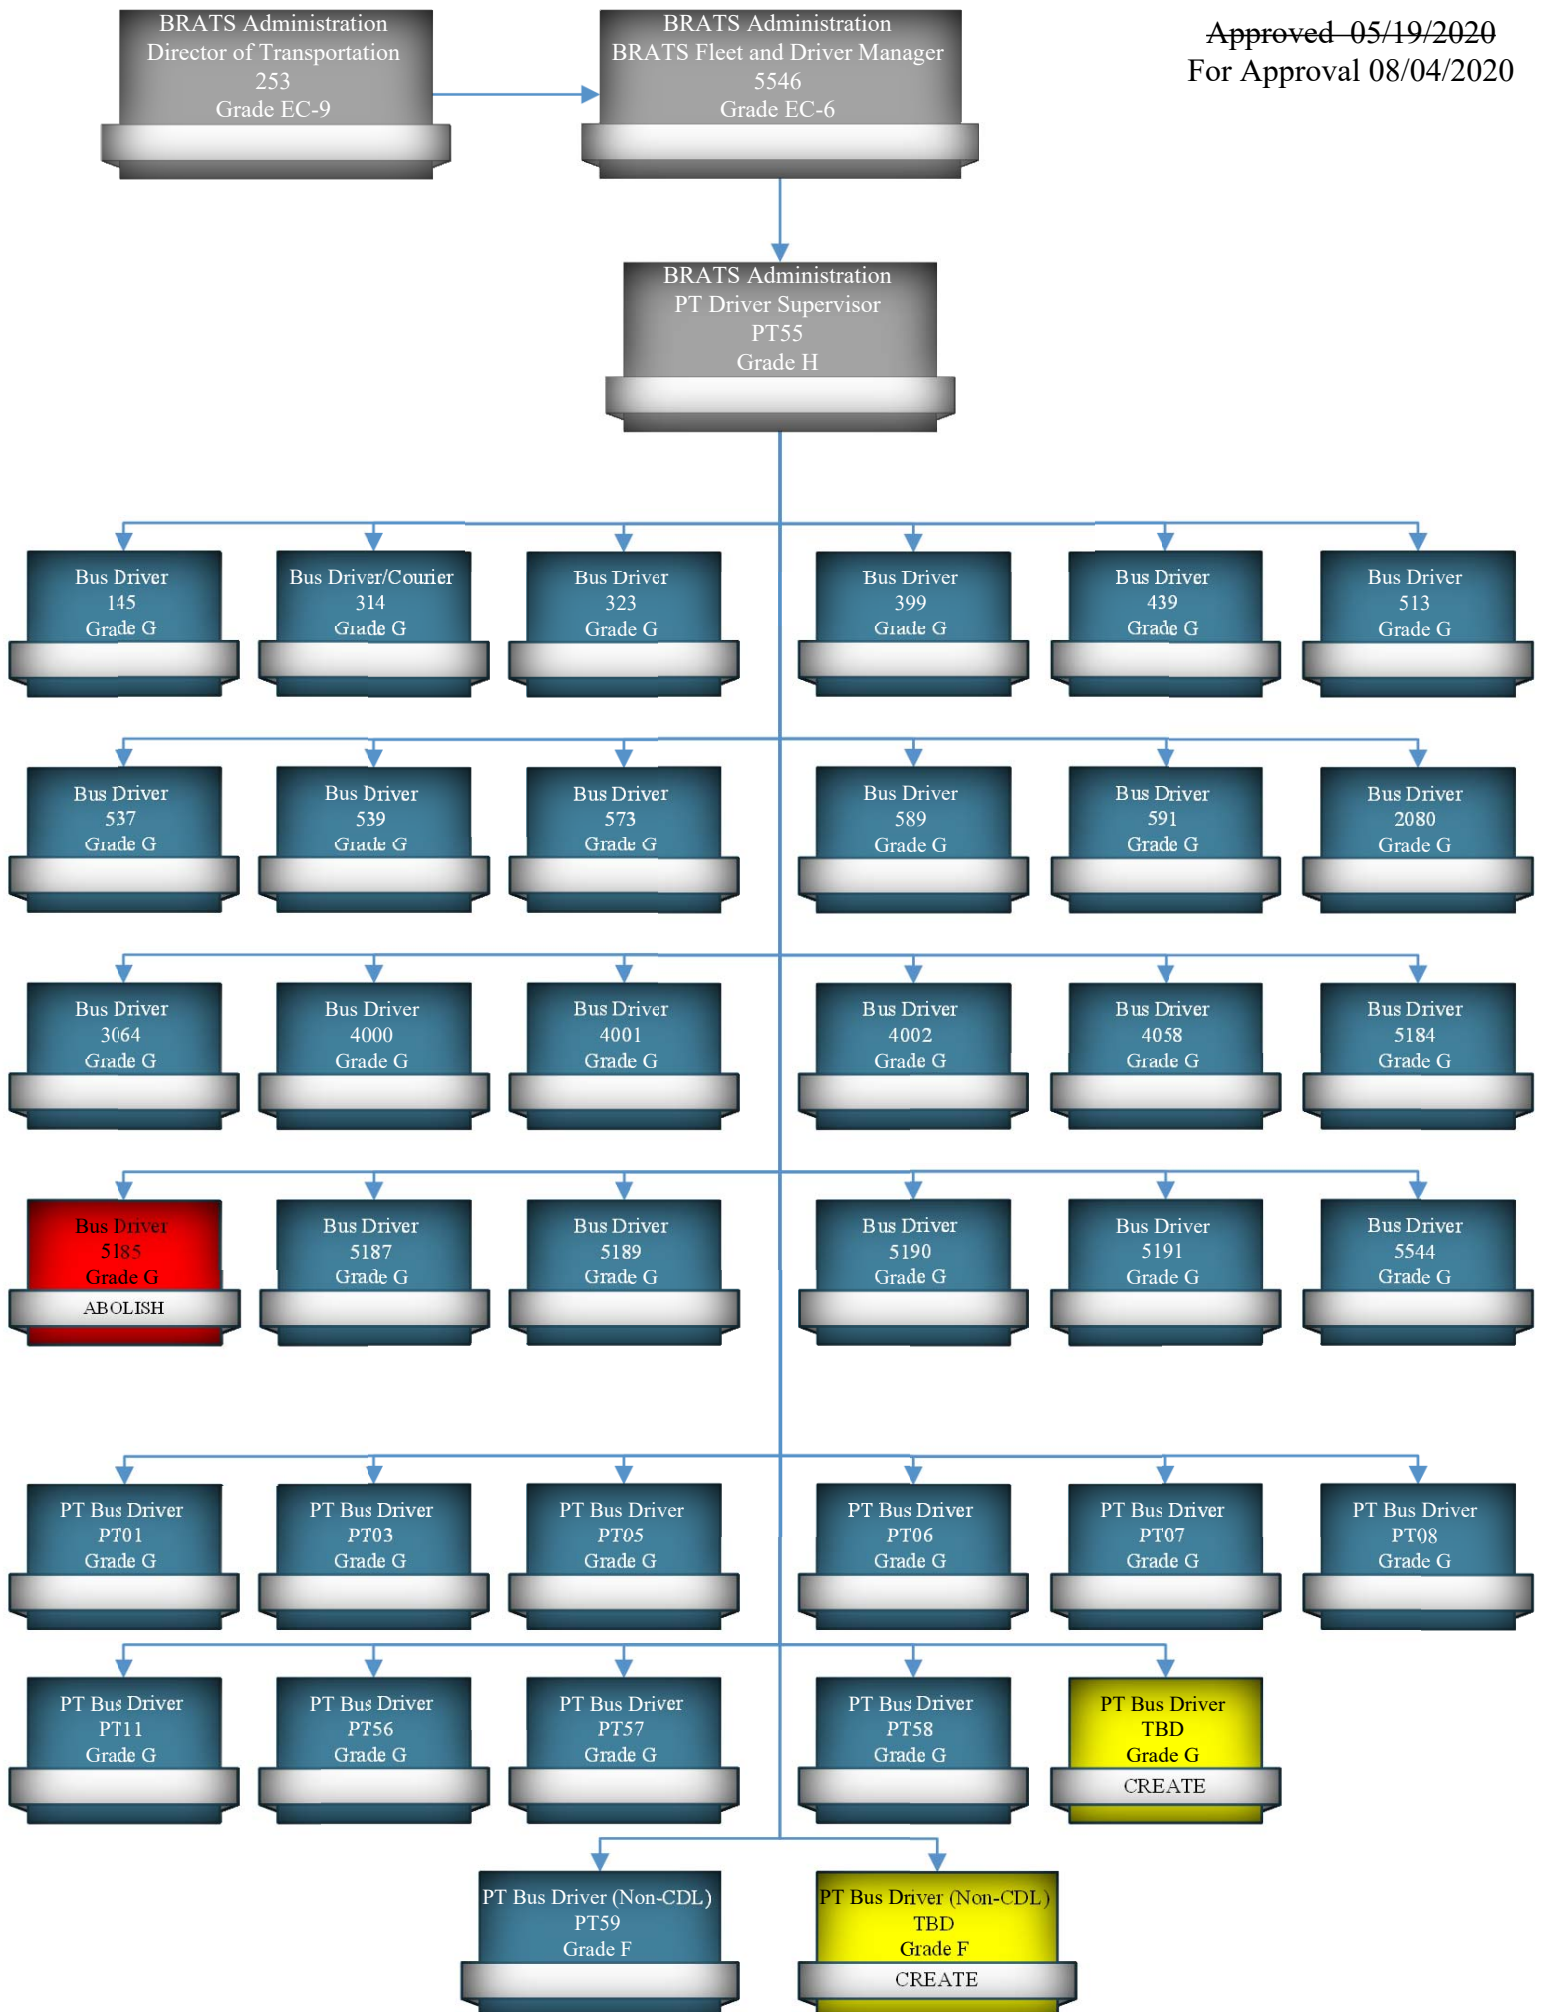 BRATS Administration
Director of Transportation
253
Grade EC-9
BRATS Administration
BRATS Fleet and Driver Manager
5546
Grade EC-6
Approved 05/19/2020
For Approval 08/04/2020
BRATS Administration
PT Driver Supervisor
PT55
Grade H
Bus Driver
145
Grade G
Bus Driver/Courier
314
Grade G
Bus Driver
323
Grade G
Bus Driver
399
Grade G
Bus Driver
439
Grade G
Bus Driver
513
Grade G
Bus Driver
537
Grade G
Bus Driver
539
Grade G
Bus Driver
573
Grade G
Bus Driver
589
Grade G
Bus Driver
591
Grade G
Bus Driver
2080
Grade G
Bus Driver
3064
Grade G
Bus Driver
4000
Grade G
Bus Driver
4001
Grade G
Bus Driver
4002
Grade G
Bus Driver
4058
Grade G
Bus Driver
5184
Grade G
Bus Driver
5185
Grade G
ABOLISH
Bus Driver
5187
Grade G
Bus Driver
5189
Grade G
Bus Driver
5190
Grade G
Bus Driver
5191
Grade G
Bus Driver
5544
Grade G
PT Bus Driver
PT01
Grade G
PT Bus Driver
PT03
Grade G
PT Bus Driver
PT05
Grade G
PT Bus Driver
PT06
Grade G
PT Bus Driver
PT07
Grade G
PT Bus Driver
PT08
Grade G
PT Bus Driver
PT11
Grade G
PT Bus Driver
PT56
Grade G
PT Bus Driver
PT57
Grade G
PT Bus Driver
PT58
Grade G
PT Bus Driver
TBD
Grade G
CREATE
PT Bus Driver (Non-CDL)
PT59
Grade F
PT Bus Driver (Non-CDL)
TBD
Grade F
CREATE